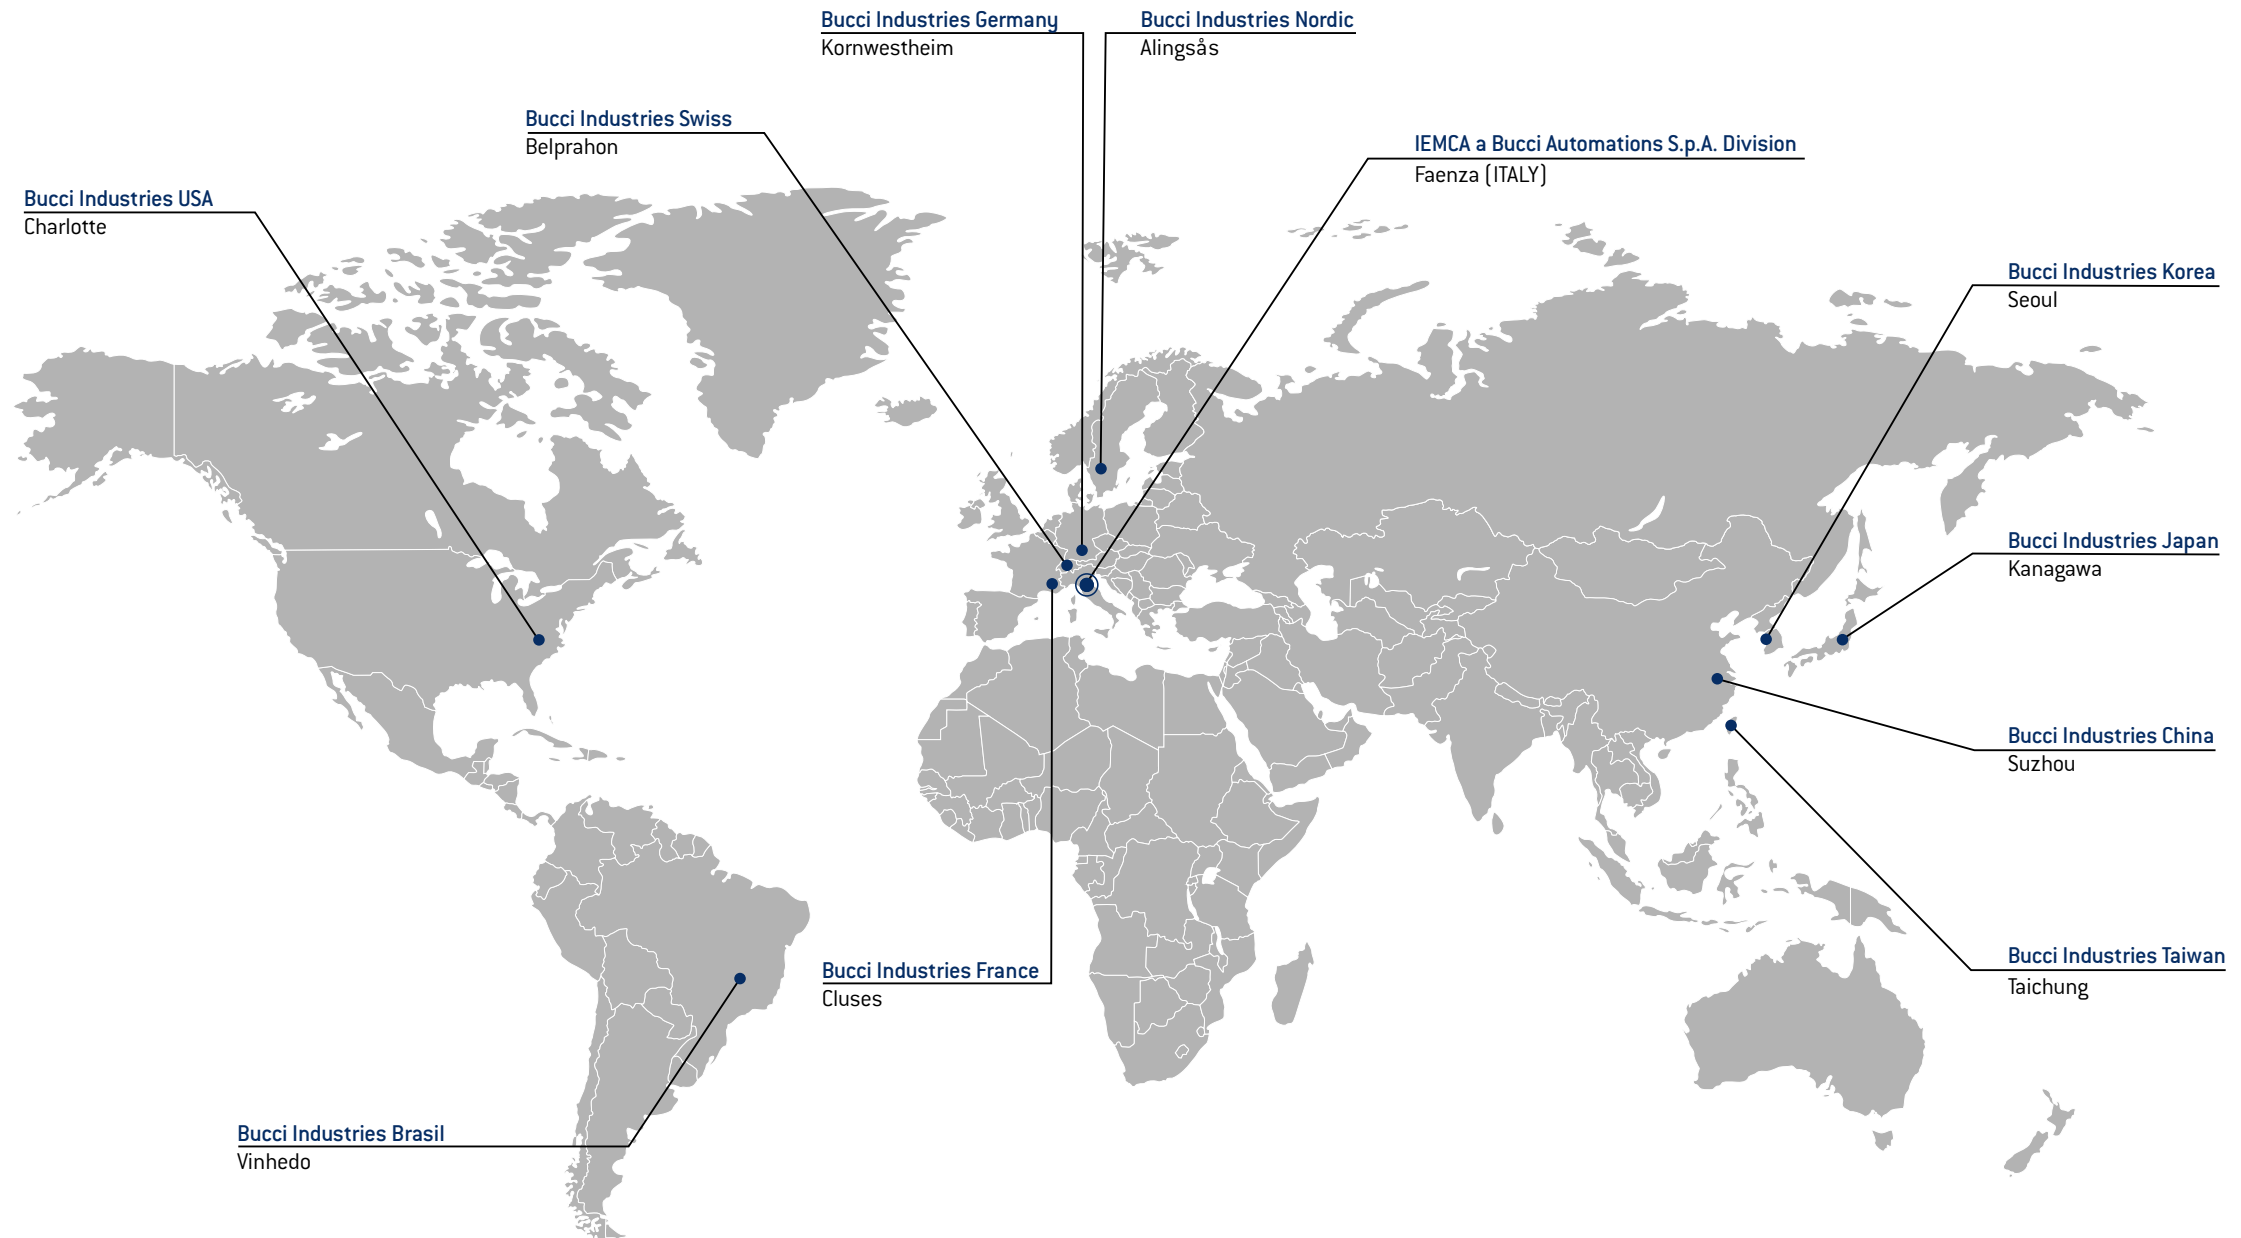 Bucci Industries Germany
Kornwestheim
Bucci Industries Nordic
Alingsås
Bucci Industries Swiss
Belprahon
IEMCA a Bucci Automations S.p.A. Division
Faenza (ITALY)
Bucci Industries USA
Charlotte
Bucci Industries Korea
Seoul
Bucci Industries Japan
Kanagawa
Bucci Industries China
Suzhou
Bucci Industries Taiwan
Taichung
Bucci Industries France
Cluses
Bucci Industries Brasil
Vinhedo